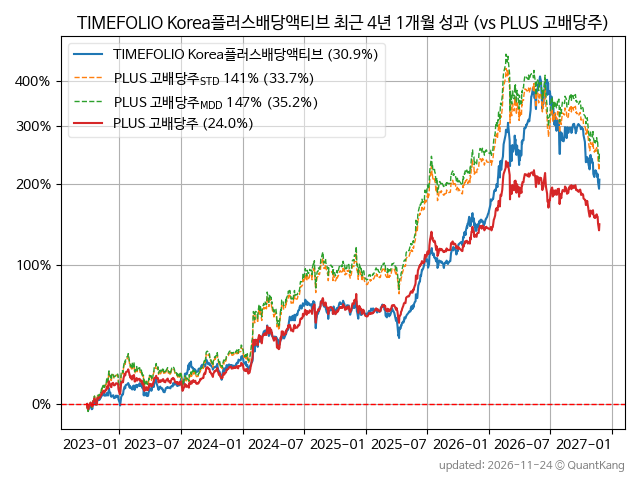 TIMEFOLIO Korea플러스배당액티브 최근 4년 1개월 성과 (vs PLUS 고배당주)
TIMEFOLIO Korea플러스배당액티브 (30.9%)
PLUS 고배당주STD 141% (33.7%)
PLUS 고배당주MDD 147% (35.2%)
PLUS 고배당주 (24.0%)
400%
300%
200%
100%
0%
2023-01 2023-07 2024-01 2024-07 2025-01 2025-07 2026-01 2026-07 2027-01
updated: 2026-11-24 © QuantKang